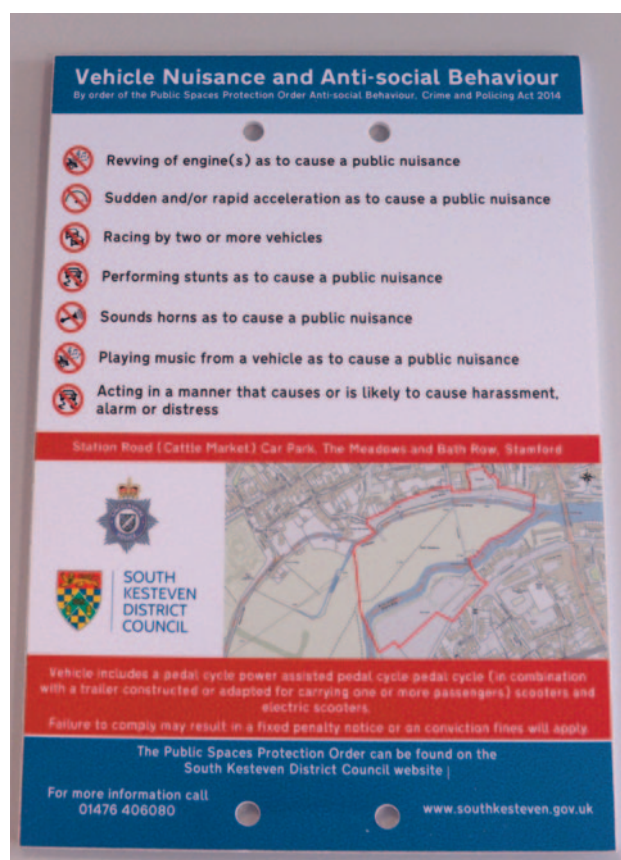 Vehicle Nuisance and Anti-social Behaviour
By order of the Public Spaces Protection Order Anti-social Behaviour, Crime and Policing Act 2014
Revving of engine(s) as to cause a public nuisance
Sudden and/or rapid acceleration as to cause a public nuisance
Racing by two or more vehicles
Performing stunts as to cause a public nuisance
Sounds horns as to cause a public nuisance
Playing music from a vehicle as to cause a public nuisance
Acting in a manner that causes or is likely to cause harassment,
alarm or distress
Station Road (Cattle Market) Car Park, The Meadows and Bath Row, Stamford
SOUTH
KESTEVEN
DISTRICT
COUNCIL
Vehicle includes a pedal cycle power assisted pedal cycle pedal cycle (in combination
with a trailer constructed or adapted for carrying one or more passengers) scooters and
electric scooters.
Failure to comply may result in a fixed penalty notice or on conviction fines will apply
The Public Spaces Protection Order can be found on the
South Kesteven District Council website |
For more information call
01476 406080
www.southkesteven.gov.uk